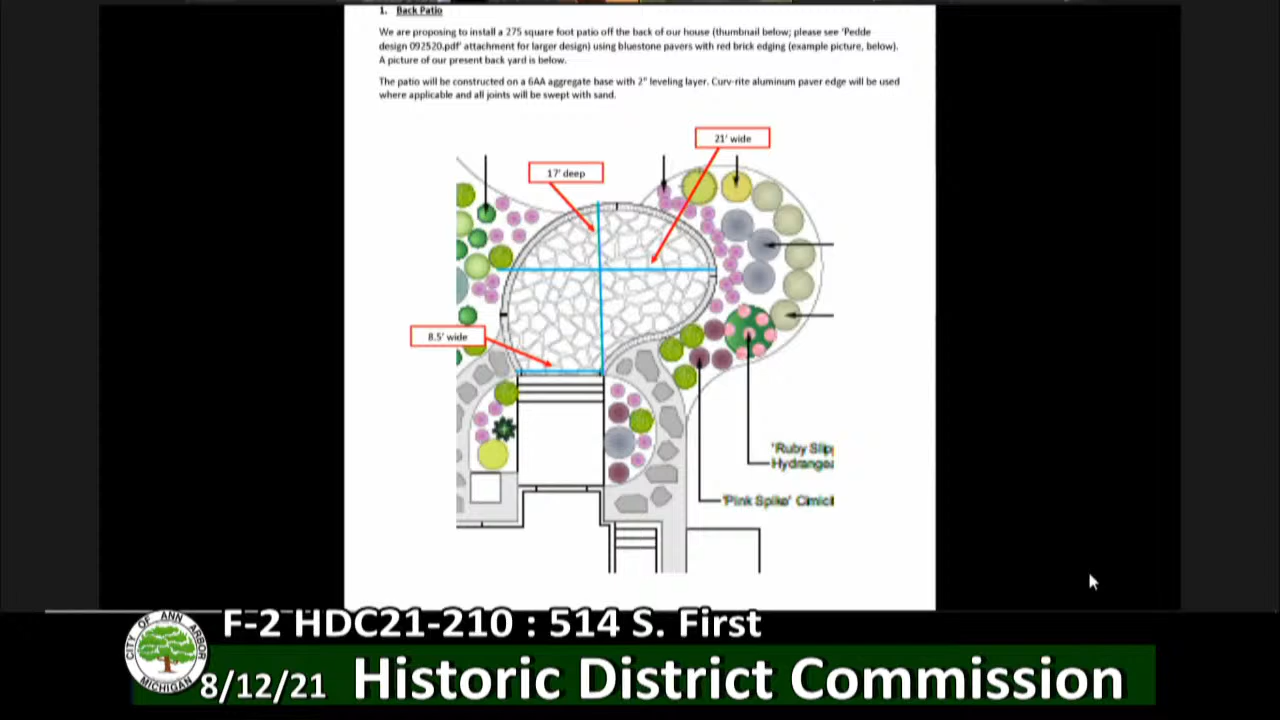 1. Back Patio
We are proposing to install a 275 square foot patio off the back of our house (thumbnail below; please see 'Pedde
design 092520.pdf' attachment for larger design) using bluestone pavers with red brick edging (example picture, below).
A picture of our present back yard is below.
The patio will be constructed on a 6AA aggregate base with 2" leveling layer. Curv-rite aluminum paver edge will be used
where applicable and all joints will be swept with sand.
21' wide
17' deep
8.5' wide
'Ruby Slip
Hydrangea
'Pink Spike' Cimici
F-2 HDC21-210 : 514 S. First
CITY OF ANN ARBOR
MICHIGAN
8/12/21 Historic District Commission